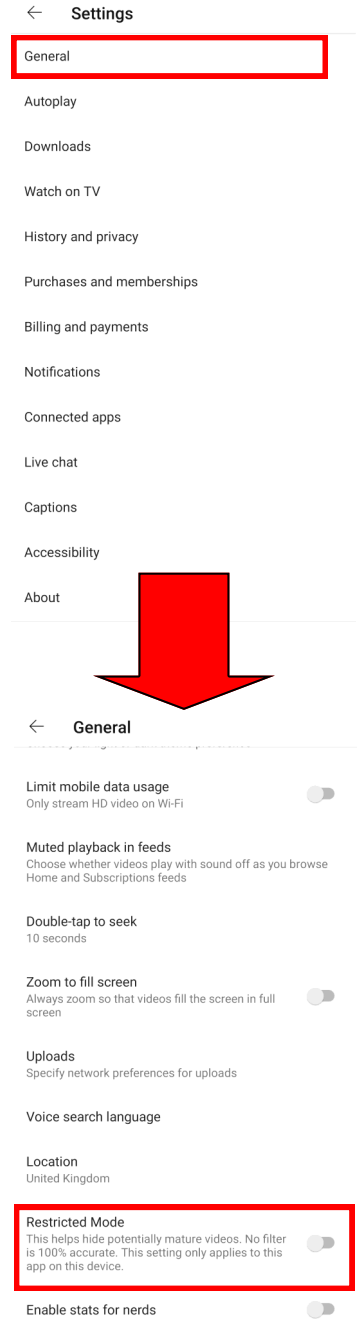 Settings
General
Autoplay
Downloads
Watch on TV
History and privacy
Purchases and memberships
Billing and payments
Notifications
Connected apps
Live chat
Captions
Accessibility
About
General
Limit mobile data usage
Only stream HD video on Wi-Fi
Muted playback in feeds
Choose whether videos play with sound off as you browse
Home and Subscriptions feeds
Double-tap to seek
10 seconds
Zoom to fill screen
Always zoom so that videos fill the screen in full
screen
Uploads
Specify network preferences for uploads
Voice search language
Location
United Kingdom
Restricted Mode
This helps hide potentially mature videos. No filter
is 100% accurate. This setting only applies to this
app on this device.
Enable stats for nerds